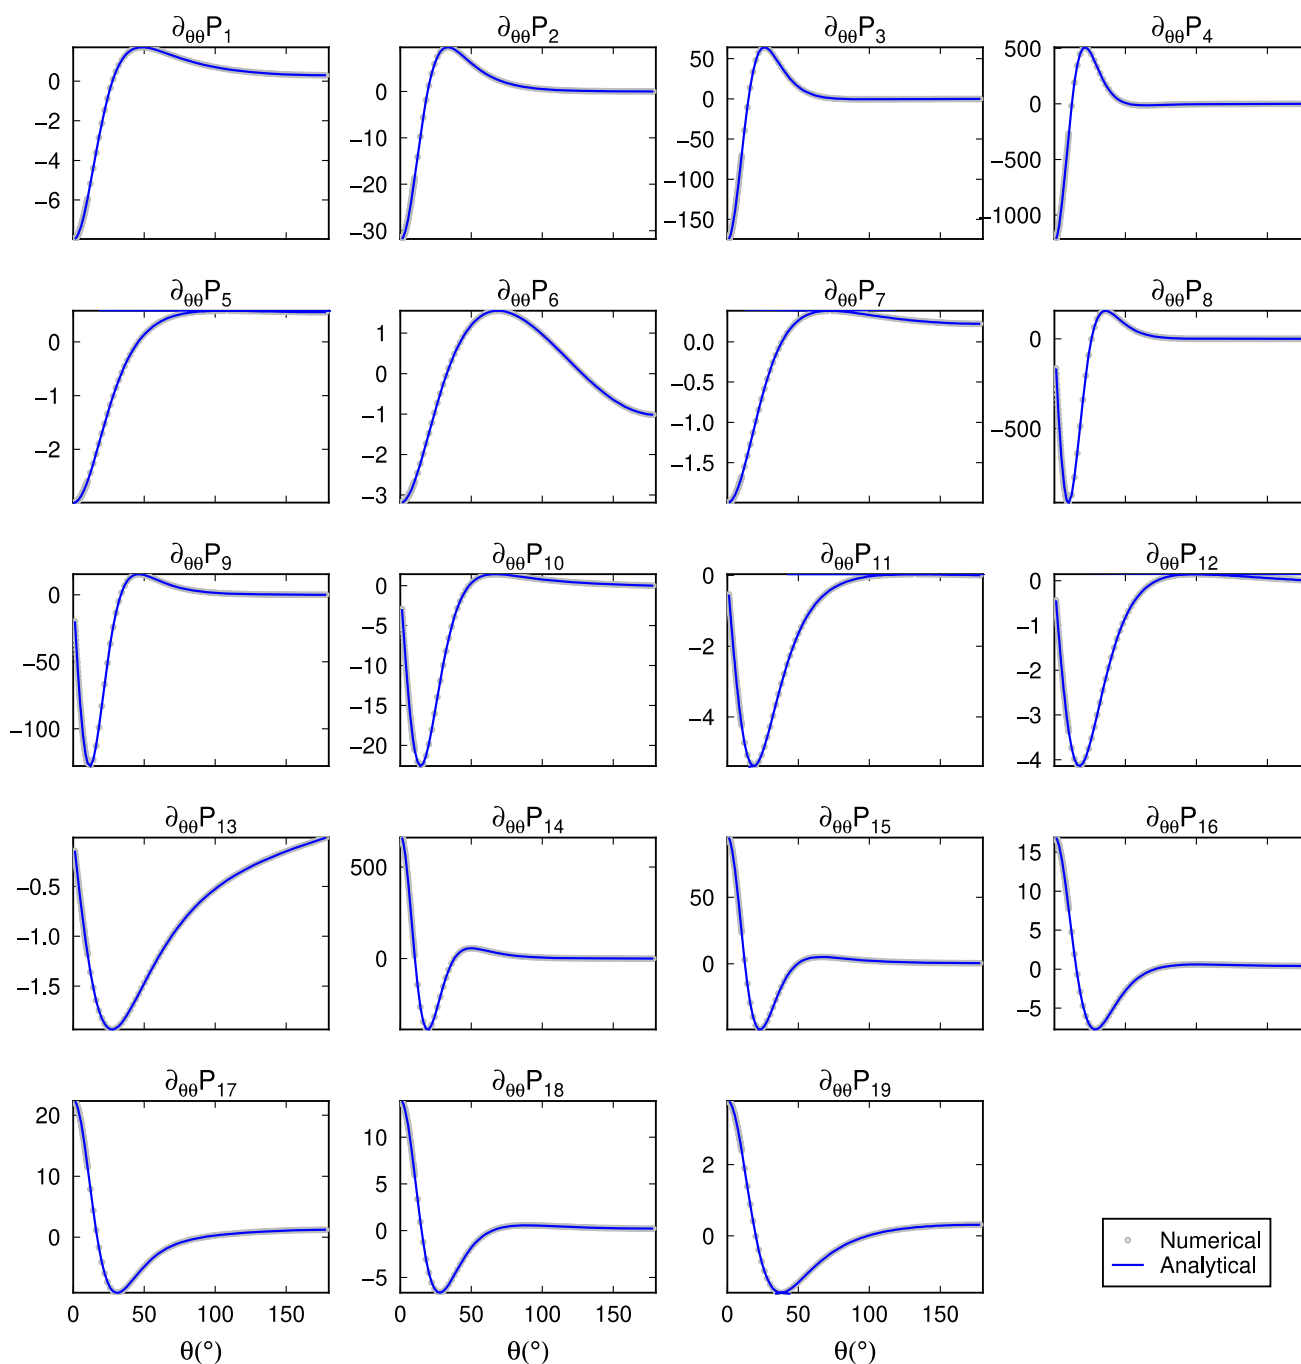 ∂θθP1 ∂θθP2 ∂θθP3 ∂θθP4
0 −2 −4 −6
0 −10 −20 −30
50 0 −50 −100 −150
500 0 −500 −1000
∂θθP5 ∂θθP6 ∂θθP7 ∂θθP8
0 −1 −2
1 0 −1 −2 −3
0.0 −0.5 −1.0 −1.5
0 −500
∂θθP9 ∂θθP10 ∂θθP11 ∂θθP12
0 −50 −100
0 −5 −10 −15 −20
0 −2 −4
0 −1 −2 −3 −4
∂θθP13 ∂θθP14 ∂θθP15 ∂θθP16
−0.5 −1.0 −1.5
500 0
50 0
15 10 5 0 −5
∂θθP17 ∂θθP18 ∂θθP19
20 10 0
10 5 0 −5
2 0
0 50 100 150
0 50 100 150
0 50 100 150
θ(°) θ(°) θ(°)
Numerical
Analytical